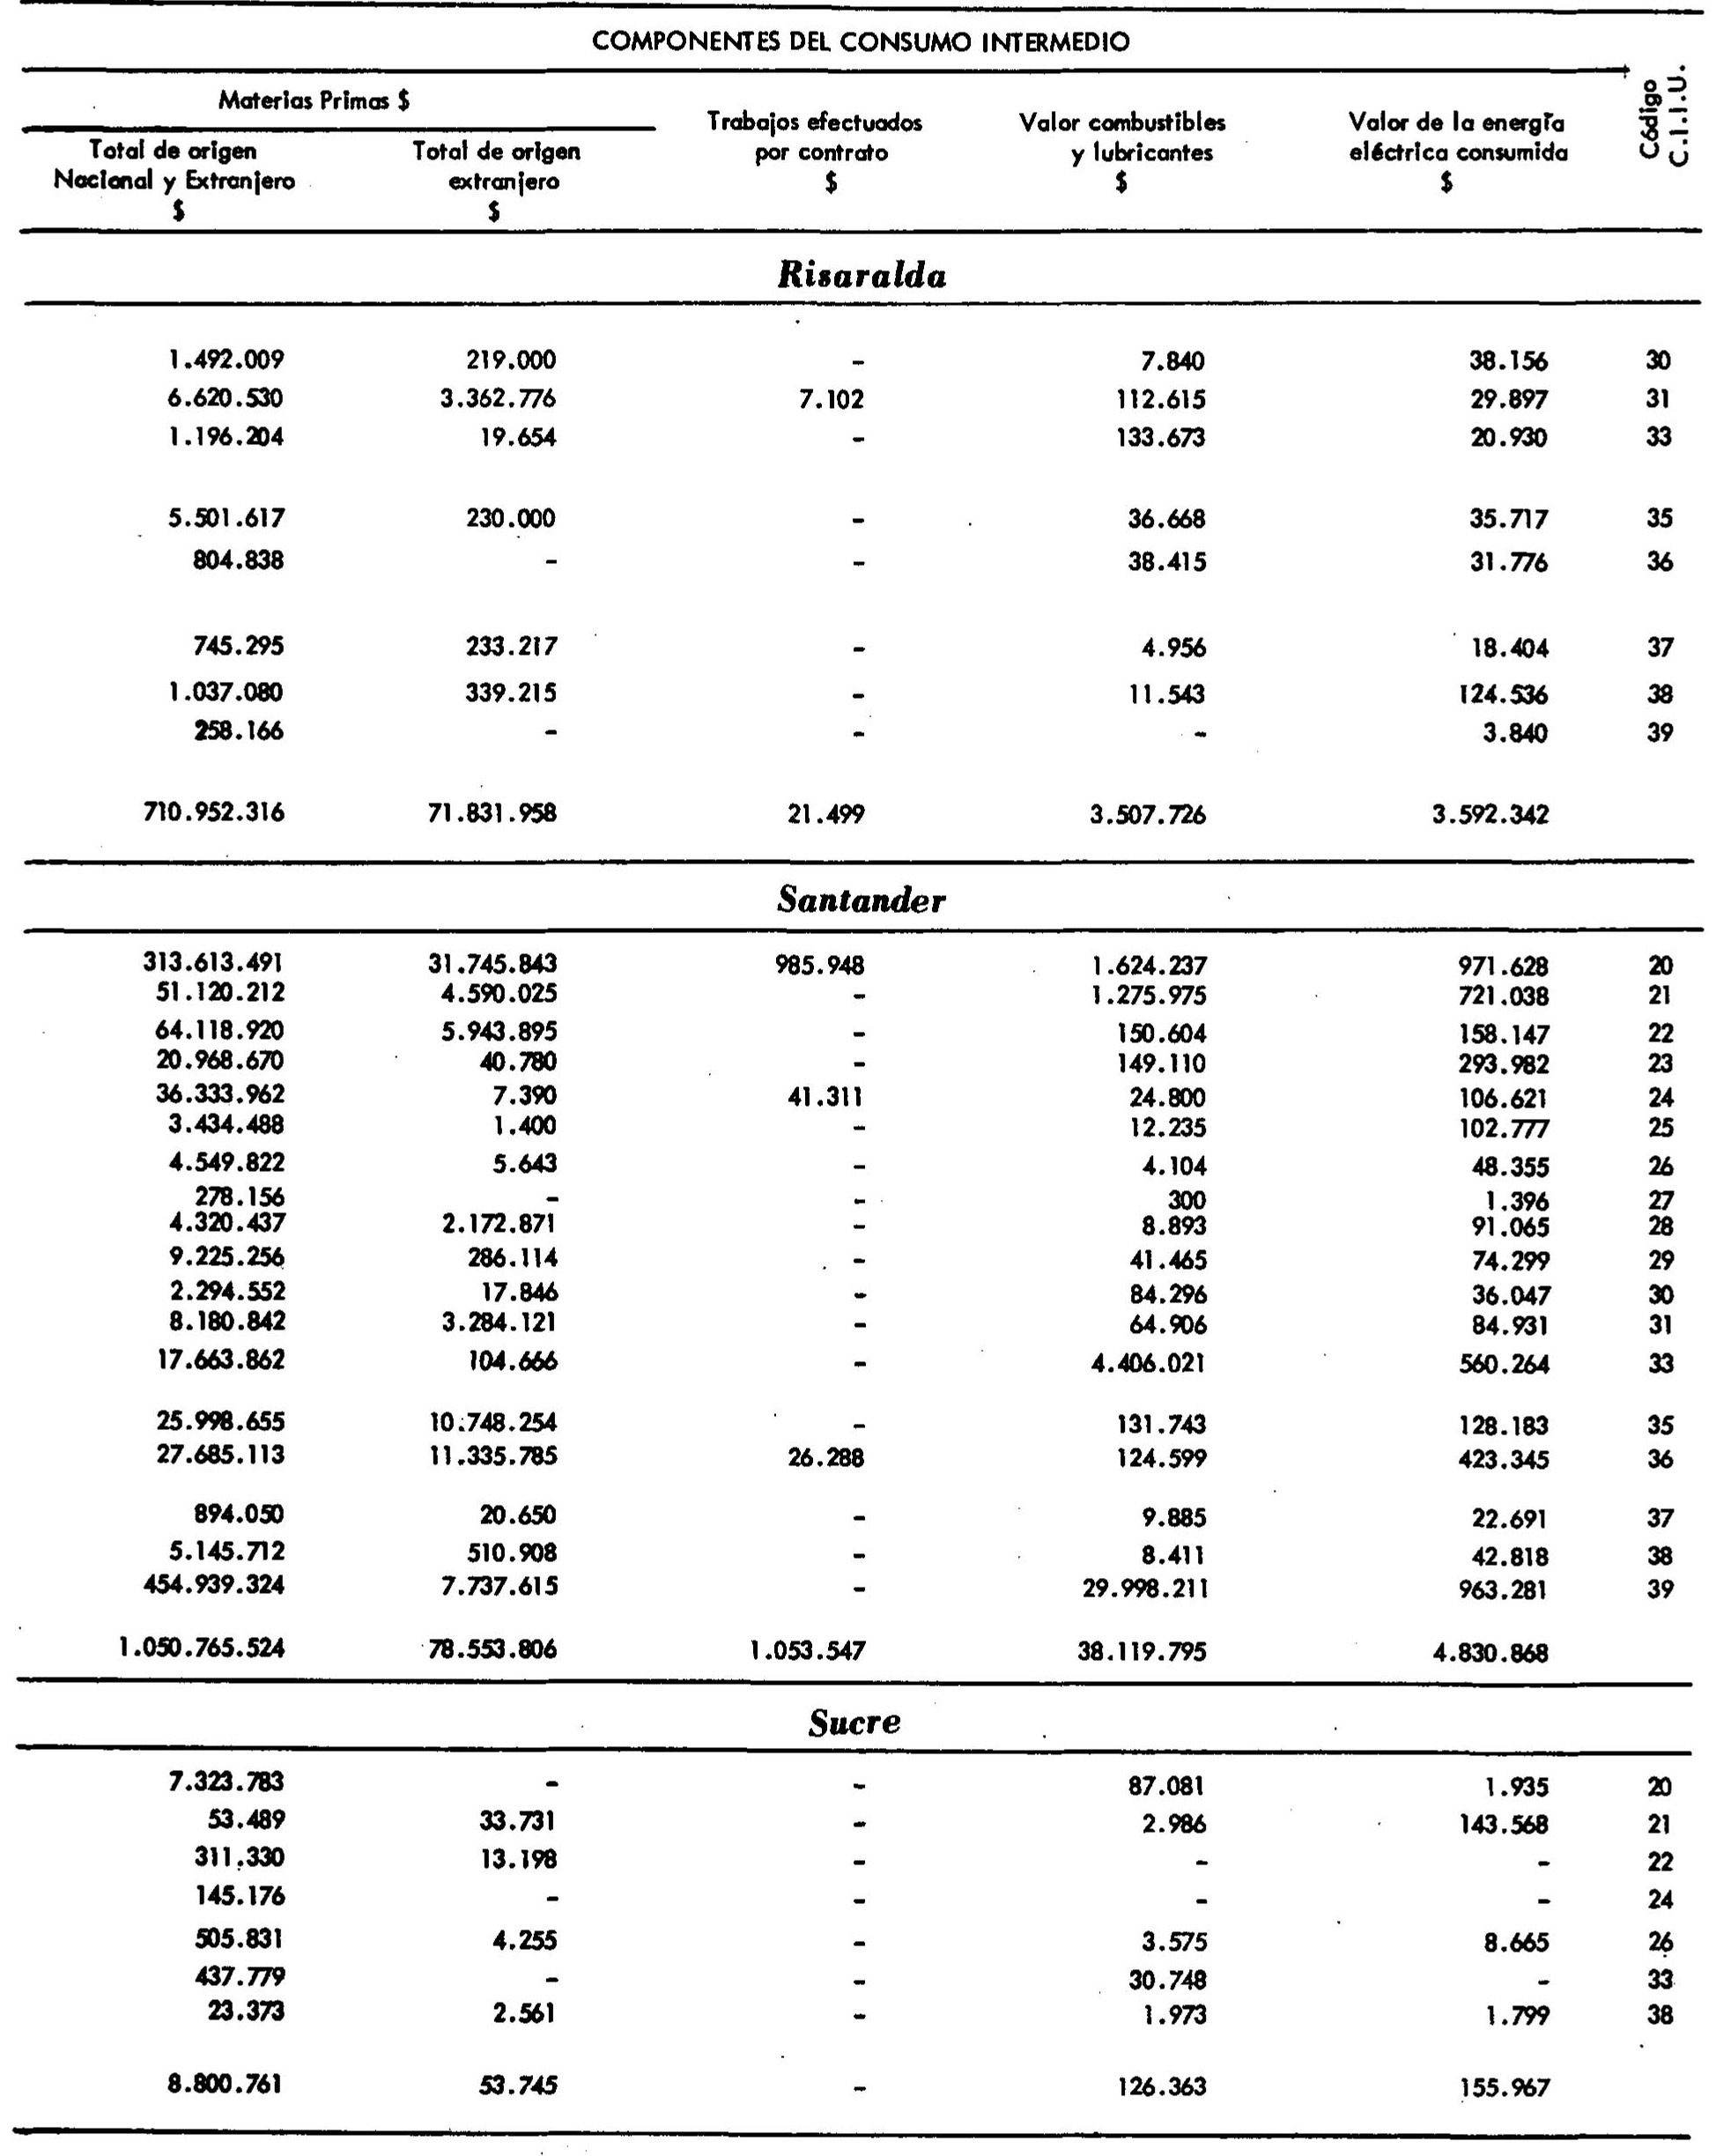 COMPONENTES DEL CONSUMO INTERMEDIO
Código C.I.I.U.
Materias Primas $
Total de origen Nacional y Extranjero $
Total de origen extranjero $
Trabajos efectuados por contrato $
Valor combustibles y lubricantes $
Valor de la energía eléctrica consumida $
Risaralda
1.492.009 219.000 - 7.840 38.156 30
6.620.530 3.362.776 7.102 112.615 29.897 31
1.196.204 19.654 - 133.673 20.930 33
5.501.617 230.000 - 36.668 35.717 35
804.838 - - 38.415 31.776 36
745.295 233.217 - 4.956 18.404 37
1.037.080 339.215 - 11.543 124.536 38
258.166 - - - 3.840 39
710.952.316 71.831.958 21.499 3.507.726 3.592.342
Santander
313.613.491 31.745.843 985.948 1.624.237 971.628 20
51.120.212 4.590.025 - 1.275.975 721.038 21
64.118.920 5.943.895 - 150.604 158.147 22
20.968.670 40.780 - 149.110 293.982 23
36.333.962 7.390 41.311 24.800 106.621 24
3.434.488 1.400 - 12.235 102.777 25
4.549.822 5.643 - 4.104 48.355 26
278.156 - - 300 1.396 27
4.320.437 2.172.871 - 8.893 91.065 28
9.225.256 286.114 - 41.465 74.299 29
2.294.552 17.846 - 84.296 36.047 30
8.180.842 3.284.121 - 64.906 84.931 31
17.663.862 104.666 - 4.406.021 560.264 33
25.998.655 10.748.254 - 131.743 128.183 35
27.685.113 11.335.785 26.288 124.599 423.345 36
894.050 20.650 - 9.885 22.691 37
5.145.712 510.908 - 8.411 42.818 38
454.939.324 7.737.615 - 29.998.211 963.281 39
1.050.765.524 78.553.806 1.053.547 38.119.795 4.830.868
Sucre
7.323.783 - - 87.081 1.935 20
53.489 33.731 - 2.986 143.568 21
311.330 13.198 - - - 22
145.176 - - - - 24
505.831 4.255 - 3.575 8.665 26
437.779 - - 30.748 - 33
23.373 2.561 - 1.973 1.799 38
8.800.761 53.745 - 126.363 155.967